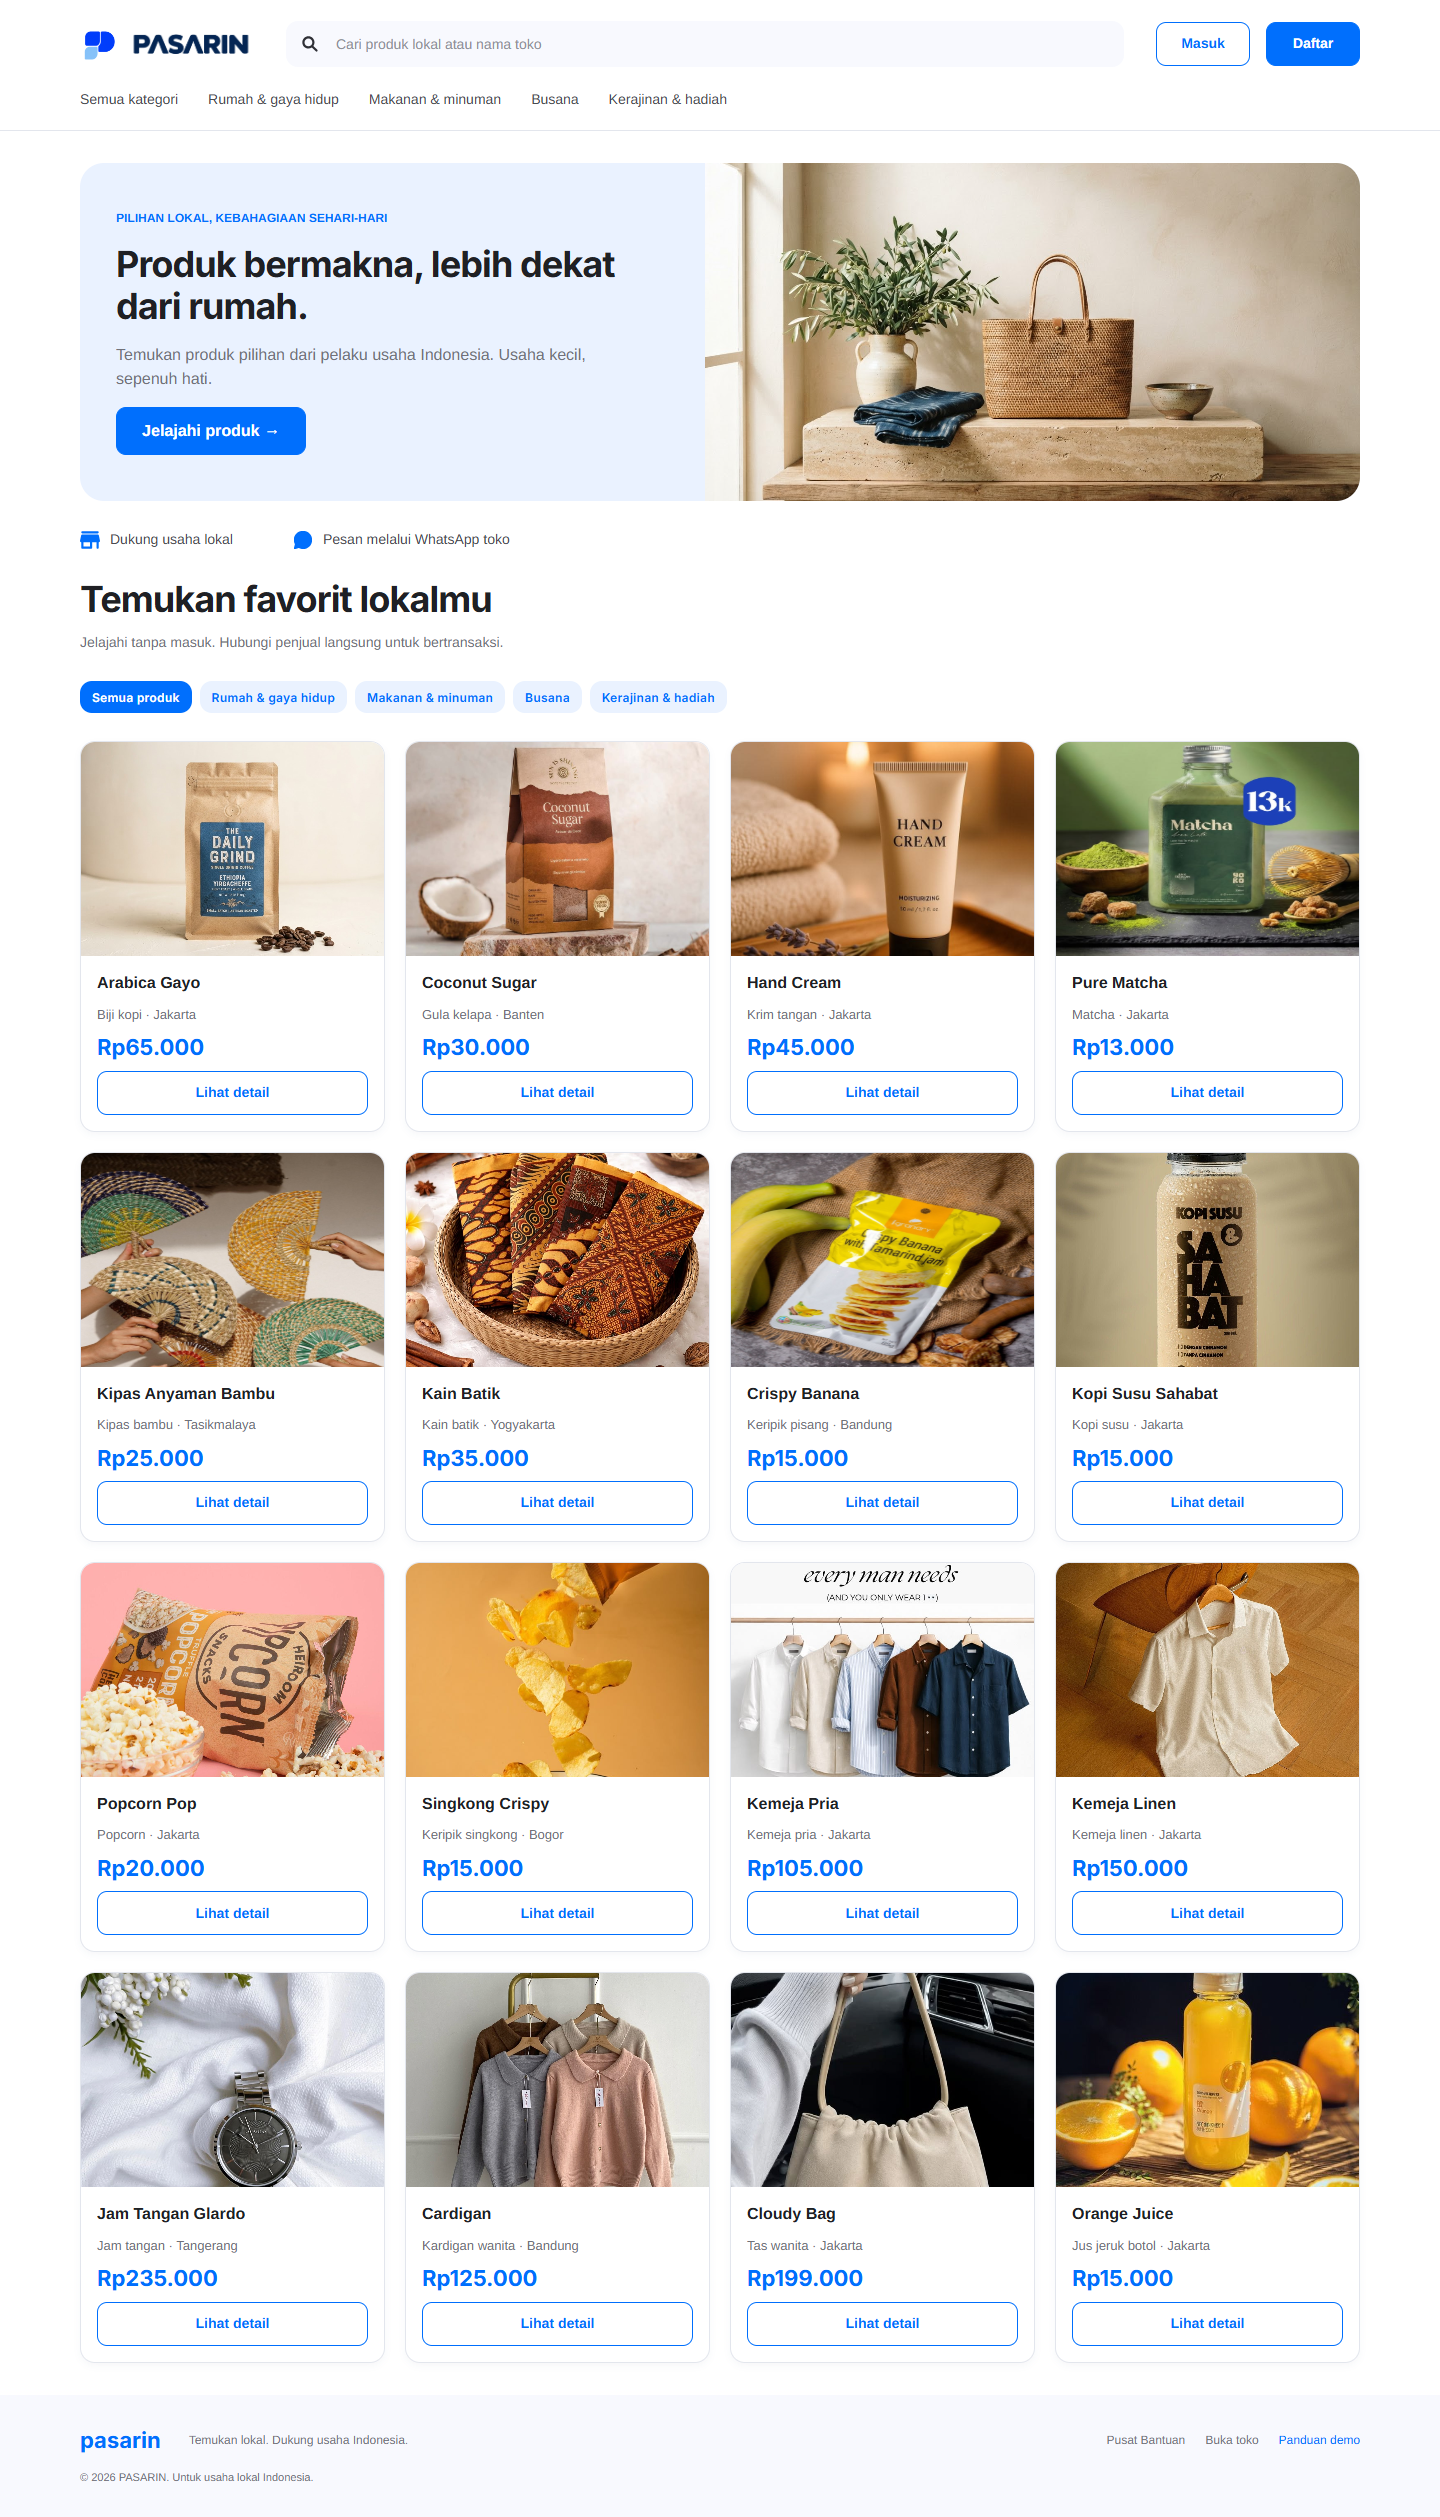 PASARIN
Cari produk lokal atau nama toko
Masuk
Daftar
Semua kategori
Rumah & gaya hidup
Makanan & minuman
Busana
Kerajinan & hadiah
PILIHAN LOKAL, KEBAHAGIAAN SEHARI-HARI
Produk bermakna, lebih dekat
dari rumah.
Temukan produk pilihan dari pelaku usaha Indonesia. Usaha kecil,
sepenuh hati.
Jelajahi produk →
Dukung usaha lokal
Pesan melalui WhatsApp toko
Temukan favorit lokalmu
Jelajahi tanpa masuk. Hubungi penjual langsung untuk bertransaksi.
Semua produk
Rumah & gaya hidup
Makanan & minuman
Busana
Kerajinan & hadiah
THE
DAILY
GRIND
ETHIOPIA
YIRGACHEFFE
Arabica Gayo
Biji kopi · Jakarta
Rp65.000
Lihat detail
Coconut
Sugar
Coconut Sugar
Gula kelapa · Banten
Rp30.000
Lihat detail
HAND
CREAM
MOISTURIZING
Hand Cream
Krim tangan · Jakarta
Rp45.000
Lihat detail
13k
Matcha
Pure Matcha
Matcha · Jakarta
Rp13.000
Lihat detail
Kipas Anyaman Bambu
Kipas bambu · Tasikmalaya
Rp25.000
Lihat detail
Kain Batik
Kain batik · Yogyakarta
Rp35.000
Lihat detail
Banana
with Tamarind jam
Crispy Banana
Keripik pisang · Bandung
Rp15.000
Lihat detail
KOPI SUSU
SA
&
HA
BAT
DENGAN CINNAMON
TANPA CINNAMON
Kopi Susu Sahabat
Kopi susu · Jakarta
Rp15.000
Lihat detail
TRUFFLE
HEIROOM
CORN
SNACKS
Popcorn Pop
Popcorn · Jakarta
Rp20.000
Lihat detail
Singkong Crispy
Keripik singkong · Bogor
Rp15.000
Lihat detail
every man needs
(AND YOU ONLY WEAR 1 ••)
Kemeja Pria
Kemeja pria · Jakarta
Rp105.000
Lihat detail
Kemeja Linen
Kemeja linen · Jakarta
Rp150.000
Lihat detail
Jam Tangan Glardo
Jam tangan · Tangerang
Rp235.000
Lihat detail
Cardigan
Kardigan wanita · Bandung
Rp125.000
Lihat detail
Cloudy Bag
Tas wanita · Jakarta
Rp199.000
Lihat detail
Orange Juice
Jus jeruk botol · Jakarta
Rp15.000
Lihat detail
pasarin
Temukan lokal. Dukung usaha Indonesia.
Pusat Bantuan
Buka toko
Panduan demo
© 2026 PASARIN. Untuk usaha lokal Indonesia.